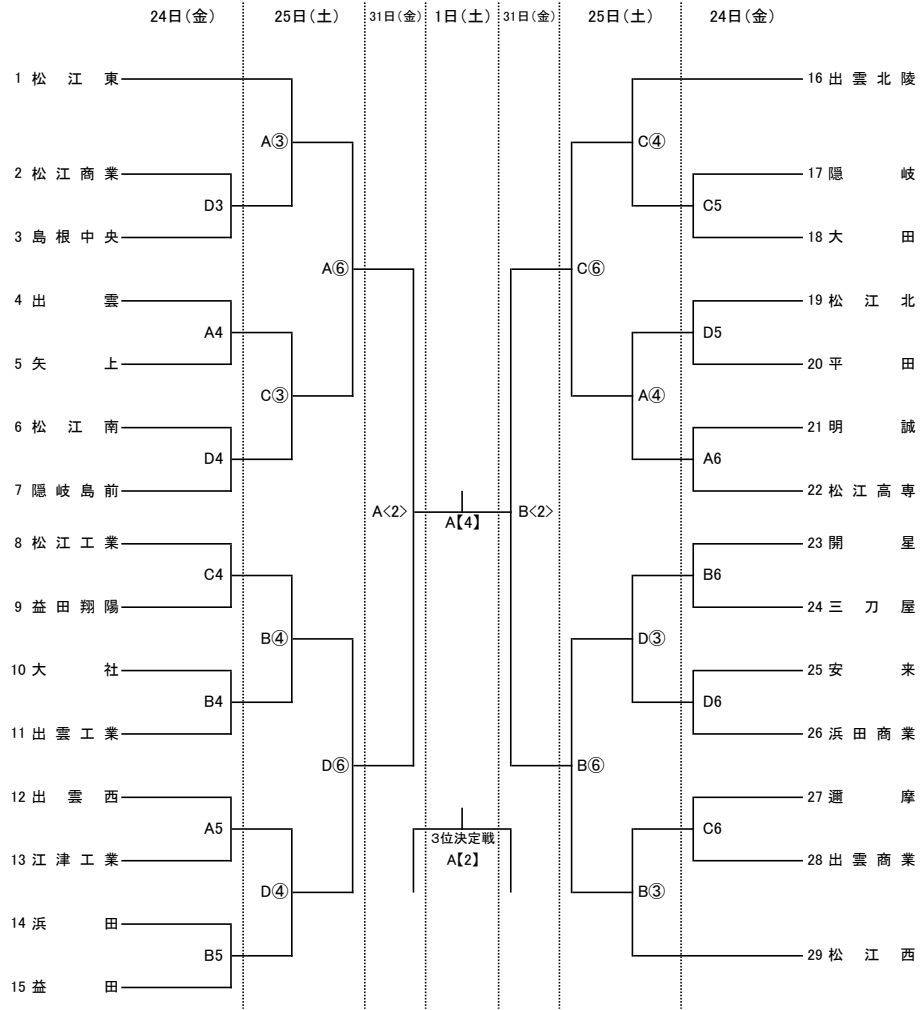 24日(金) 25日(土) 31日(金) 1日(土) 31日(金) 25日(土) 24日(金)
1 松江東 16 出雲北陵
A③ C④
2 松江商業 17 隠岐
D3 C5
3 島根中央 18 大田
A⑥ C⑥
4 出雲 19 松江北
A4 D5
5 矢上 20 平田
C③ A④
6 松江南 21 明誠
D4 A6
7 隠岐島前 22 松江高専
A<2> A【4】 B<2>
8 松江工業 23 開星
C4 B6
9 益田翔陽 24 三刀屋
B④ D③
10 大社 25 安来
B4 D6
11 出雲工業 26 浜田商業
D⑥ B⑥
12 出雲西 27 邇摩
A5 C6
3位決定戦
13 江津工業 A【2】 28 出雲商業
D④ B③
14 浜田
B5 29 松江西
15 益田